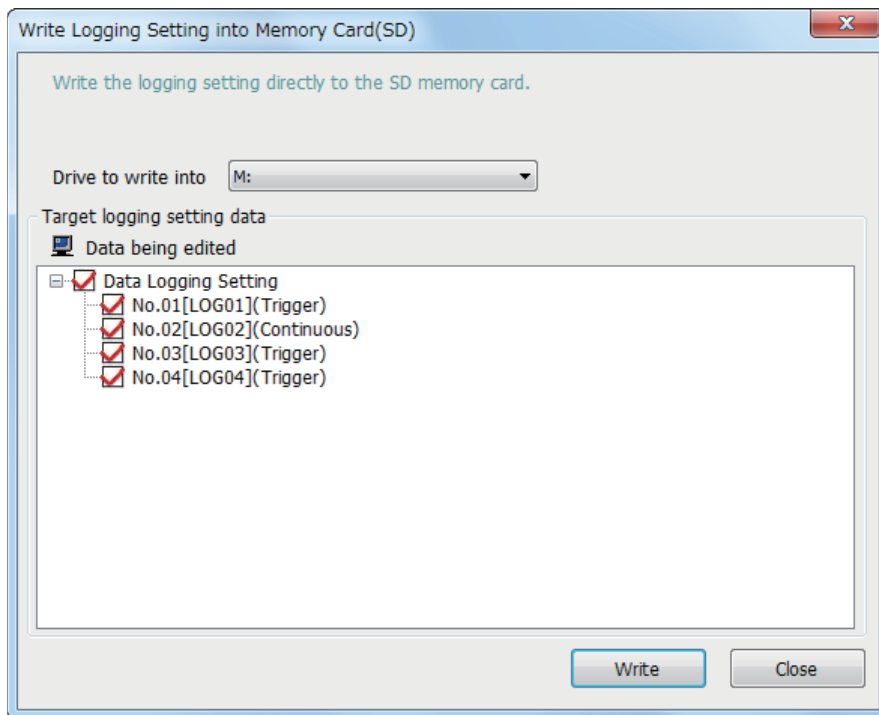 Write Logging Setting into Memory Card(SD)
Write the logging setting directly to the SD memory card.
Drive to write into M:
Target logging setting data
Data being edited
Data Logging Setting
No.01[LOG01](Trigger)
No.02[LOG02](Continuous)
No.03[LOG03](Trigger)
No.04[LOG04](Trigger)
Write Close